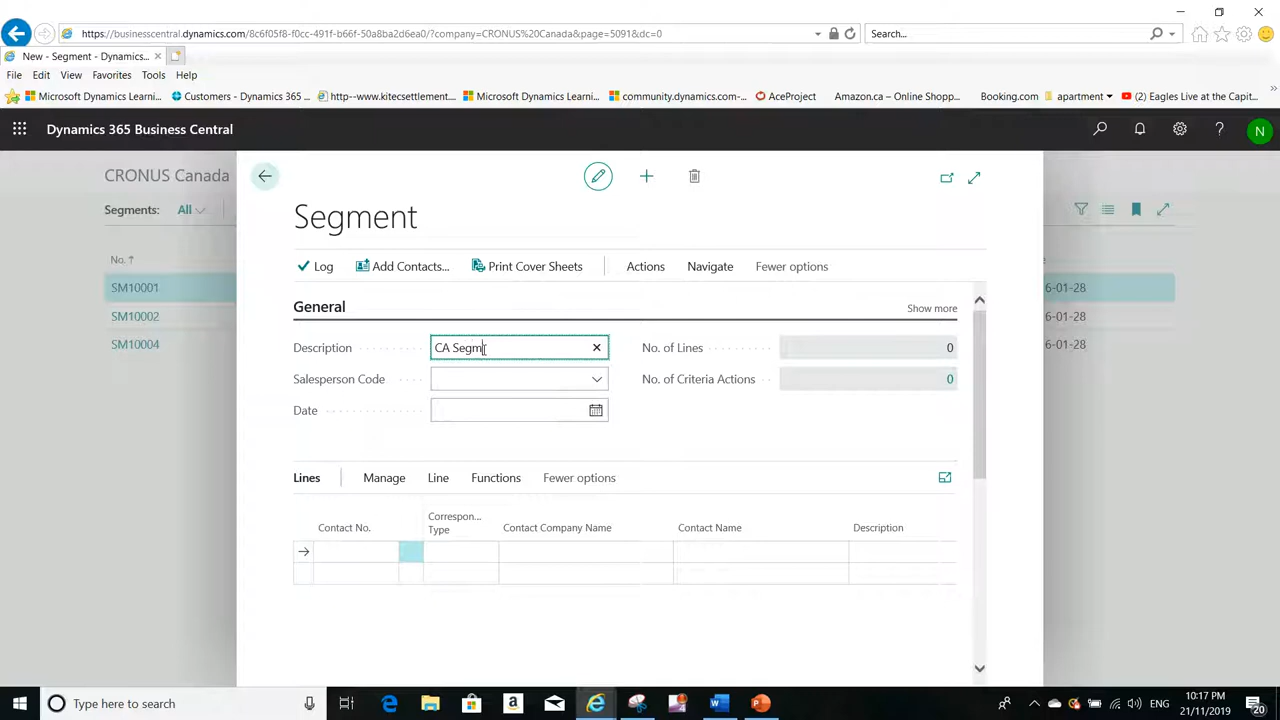 https://businesscentral.dynamics.com/8c6f05f8-f0cc-491f-b66f-50a8ba2d6ea0/?company=CRONUS%20Canada&page=5091&dc=0
Search...
New - Segment - Dynamics...
File Edit View Favorites Tools Help
Microsoft Dynamics Learni... Customers - Dynamics 365 ... http--www.kitecsettlement.... Microsoft Dynamics Learni... community.dynamics.com-... AceProject Amazon.ca – Online Shopp... Booking.com apartment (2) Eagles Live at the Capit...
Dynamics 365 Business Central
N
CRONUS Canada
Segments: All
Segment
No. ↑
Log Add Contacts... Print Cover Sheets Actions Navigate Fewer options
SM10001
6-01-28
General
Show more
SM10002
6-01-28
Description CA Segm
No. of Lines 0
SM10004
6-01-28
Salesperson Code
No. of Criteria Actions 0
Date
Lines Manage Line Functions Fewer options
Contact No.
Correspon...
Type
Contact Company Name
Contact Name
Description
Type here to search
ENG
10:17 PM
21/11/2019
20